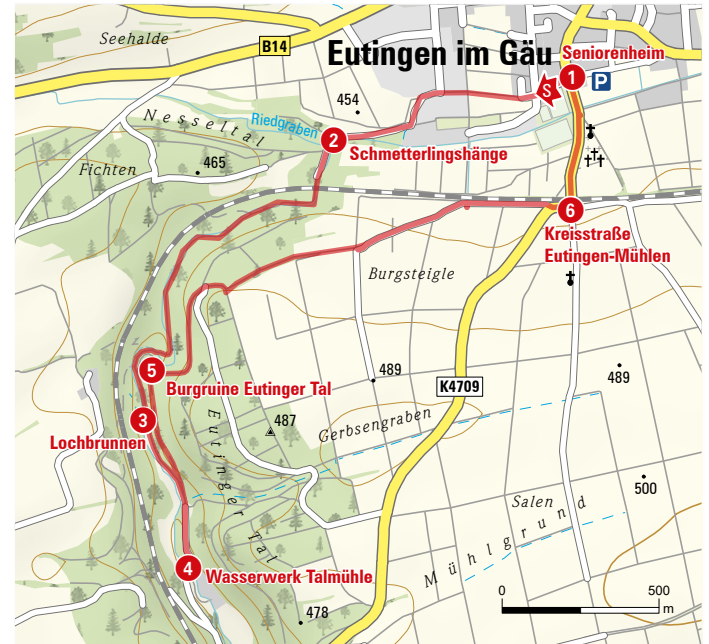 Seehalde
B14
Eutingen im Gäu
Seniorenheim
1
P
S
454
Nesseltal
Riedgraben
2
Schmetterlingshänge
Fichten
465
6
Kreisstraße
Eutingen-Mühlen
Burgsteigle
5
Burgruine Eutinger Tal
489
K4709
489
3
Lochbrunnen
487
Gerbsengraben
Eutinger Tal
500
Salen
Mühlgrund
4
Wasserwerk Talmühle
478
0
500
m